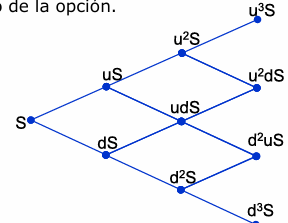 o de la opción.
u³S
u²S
uS
u²dS
S
udS
dS
d²uS
d²S
d³S